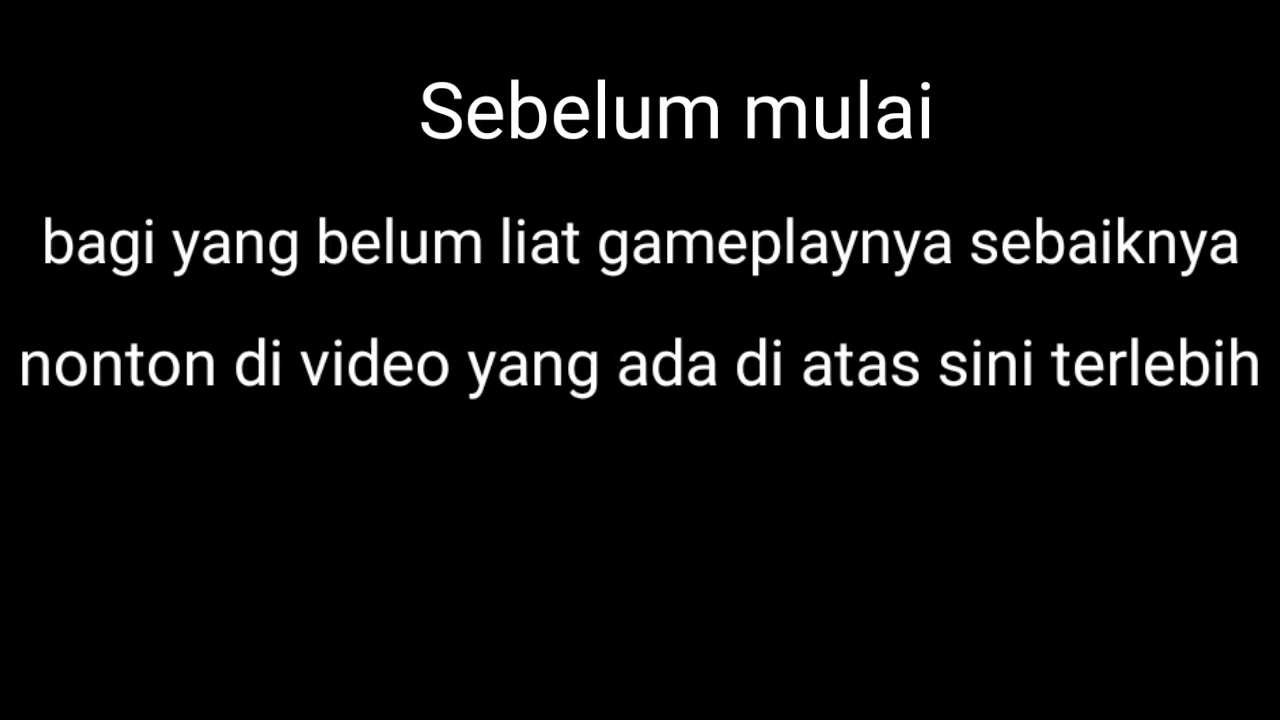 Sebelum mulai
bagi yang belum liat gameplaynya sebaiknya
nonton di video yang ada di atas sini terlebih